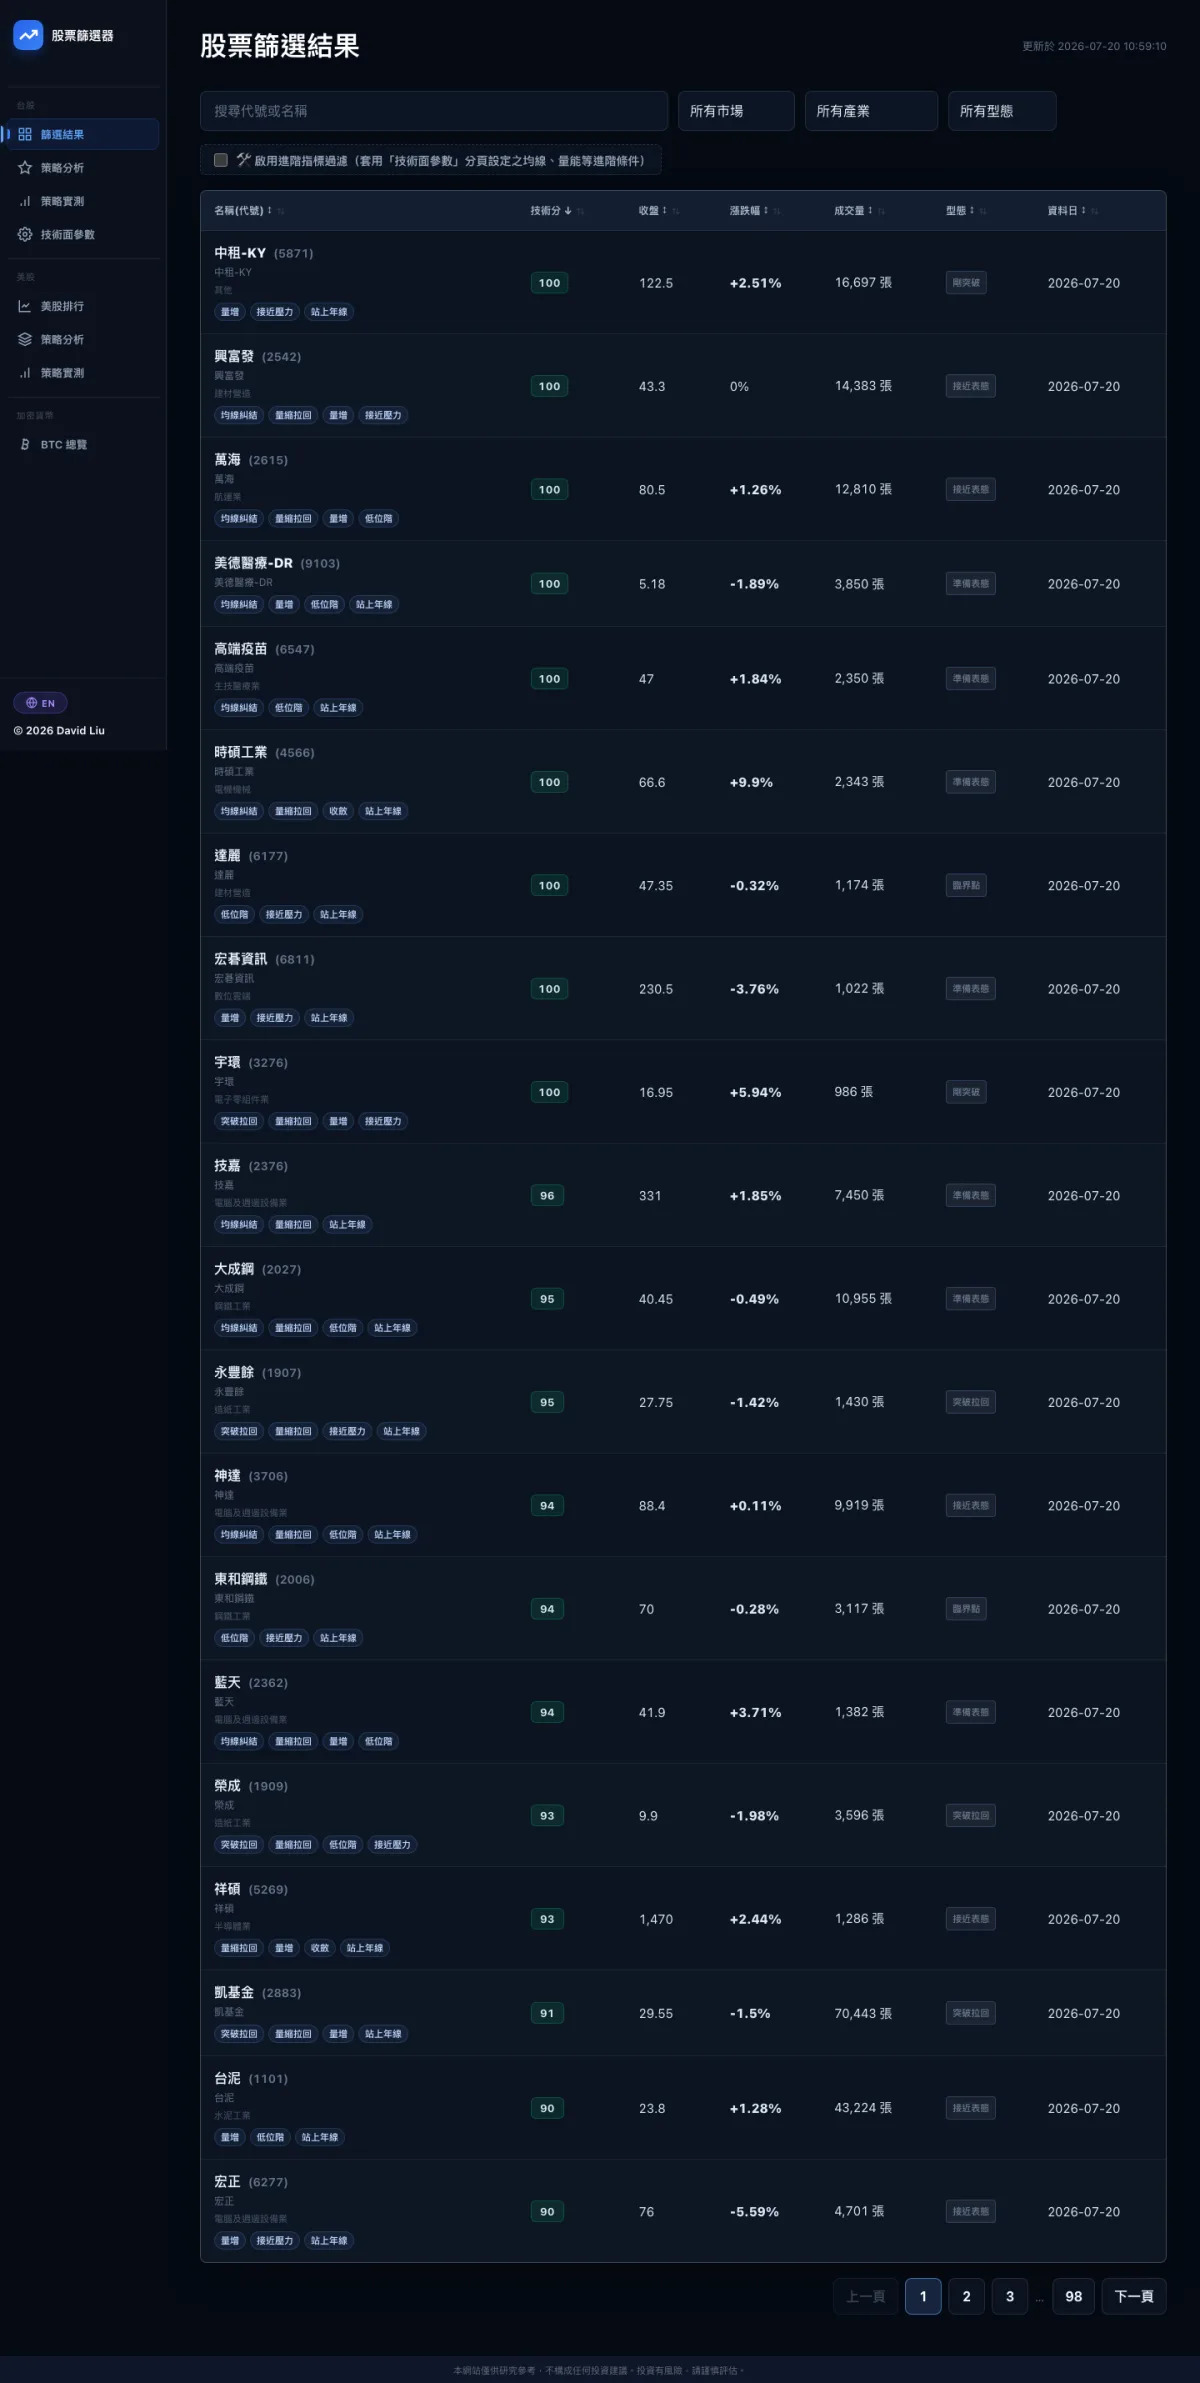 股票篩選器
台股
篩選結果
策略分析
策略實測
技術面參數
美股
美股排行
策略分析
策略實測
加密貨幣
BTC 總覽
EN
© 2026 David Liu
股票篩選結果
更新於 2026-07-20 10:59:10
搜尋代號或名稱
所有市場
所有產業
所有型態
🛠 啟用進階指標過濾（套用「技術面參數」分頁設定之均線、量能等進階條件）
名稱(代號) ↕ 技術分 ↓ 收盤 ↕ 漲跌幅 ↕ 成交量 ↕ 型態 ↕ 資料日 ↕
中租-KY (5871)
中租-KY
其他
量增 接近壓力 站上年線
100 122.5 +2.51% 16,697 張 剛突破 2026-07-20
興富發 (2542)
興富發
建材營造
均線糾結 量縮拉回 量增 接近壓力
100 43.3 0% 14,383 張 接近表態 2026-07-20
萬海 (2615)
萬海
航運業
均線糾結 量縮拉回 量增 低位階
100 80.5 +1.26% 12,810 張 接近表態 2026-07-20
美德醫療-DR (9103)
美德醫療-DR
均線糾結 量增 低位階 站上年線
100 5.18 -1.89% 3,850 張 準備表態 2026-07-20
高端疫苗 (6547)
高端疫苗
生技醫療業
均線糾結 低位階 站上年線
100 47 +1.84% 2,350 張 準備表態 2026-07-20
時碩工業 (4566)
時碩工業
電機機械
均線糾結 量縮拉回 收斂 站上年線
100 66.6 +9.9% 2,343 張 準備表態 2026-07-20
達麗 (6177)
達麗
建材營造
低位階 接近壓力 站上年線
100 47.35 -0.32% 1,174 張 臨界點 2026-07-20
宏碁資訊 (6811)
宏碁資訊
數位雲端
量增 接近壓力 站上年線
100 230.5 -3.76% 1,022 張 準備表態 2026-07-20
宇環 (3276)
宇環
電子零組件業
突破拉回 量縮拉回 量增 接近壓力
100 16.95 +5.94% 986 張 剛突破 2026-07-20
技嘉 (2376)
技嘉
電腦及週邊設備業
均線糾結 量縮拉回 站上年線
96 331 +1.85% 7,450 張 準備表態 2026-07-20
大成鋼 (2027)
大成鋼
鋼鐵工業
均線糾結 量縮拉回 低位階 站上年線
95 40.45 -0.49% 10,955 張 準備表態 2026-07-20
永豐餘 (1907)
永豐餘
造紙工業
突破拉回 量縮拉回 接近壓力 站上年線
95 27.75 -1.42% 1,430 張 突破拉回 2026-07-20
神達 (3706)
神達
電腦及週邊設備業
均線糾結 量縮拉回 低位階 站上年線
94 88.4 +0.11% 9,919 張 接近表態 2026-07-20
東和鋼鐵 (2006)
東和鋼鐵
鋼鐵工業
低位階 接近壓力 站上年線
94 70 -0.28% 3,117 張 臨界點 2026-07-20
藍天 (2362)
藍天
電腦及週邊設備業
均線糾結 量縮拉回 量增 低位階
94 41.9 +3.71% 1,382 張 準備表態 2026-07-20
榮成 (1909)
榮成
造紙工業
突破拉回 量縮拉回 低位階 接近壓力
93 9.9 -1.98% 3,596 張 突破拉回 2026-07-20
祥碩 (5269)
祥碩
半導體業
量縮拉回 量增 收斂 站上年線
93 1,470 +2.44% 1,286 張 接近表態 2026-07-20
凱基金 (2883)
凱基金
突破拉回 量縮拉回 量增 站上年線
91 29.55 -1.5% 70,443 張 突破拉回 2026-07-20
台泥 (1101)
台泥
水泥工業
量增 低位階 站上年線
90 23.8 +1.28% 43,224 張 接近表態 2026-07-20
宏正 (6277)
宏正
電腦及週邊設備業
量增 接近壓力 站上年線
90 76 -5.59% 4,701 張 接近表態 2026-07-20
上一頁 1 2 3 … 98 下一頁
本網站僅供研究參考，不構成任何投資建議。投資有風險，請謹慎評估。